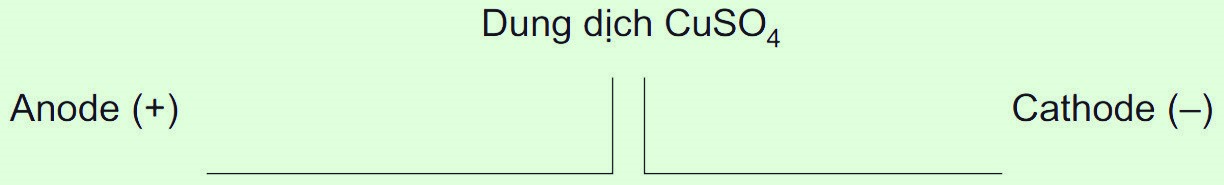 Dung dịch CuSO₄
Anode (+) Cathode (–)